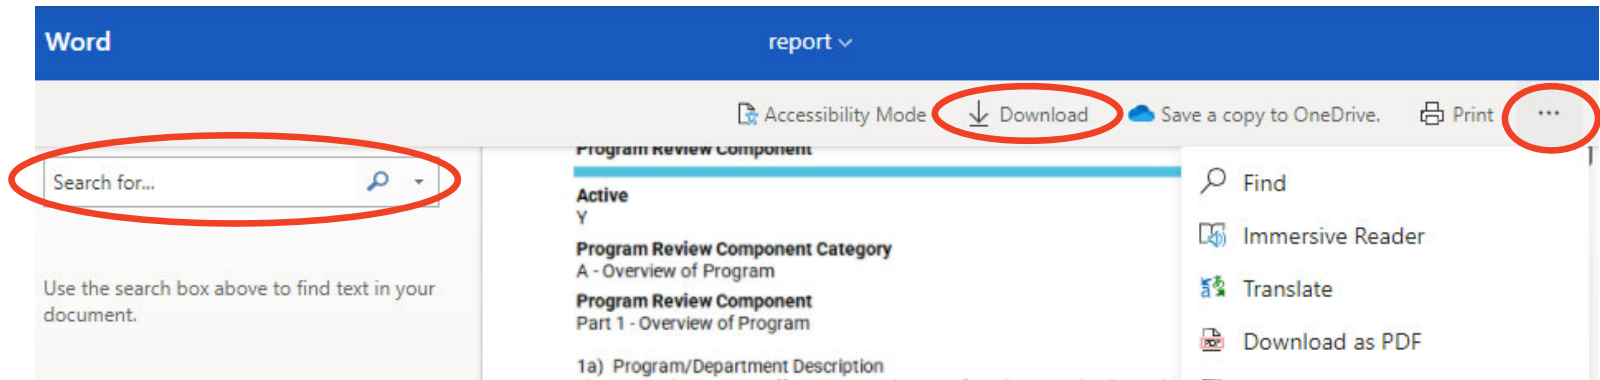 Word
report
Accessibility Mode
Download
Save a copy to OneDrive.
Print
...
Search for...
Use the search box above to find text in your
document.
Program Review Component
Active
Y
Program Review Component Category
A - Overview of Program
Program Review Component
Part 1 - Overview of Program
1a) Program/Department Description
Find
Immersive Reader
Translate
PDF
Download as PDF